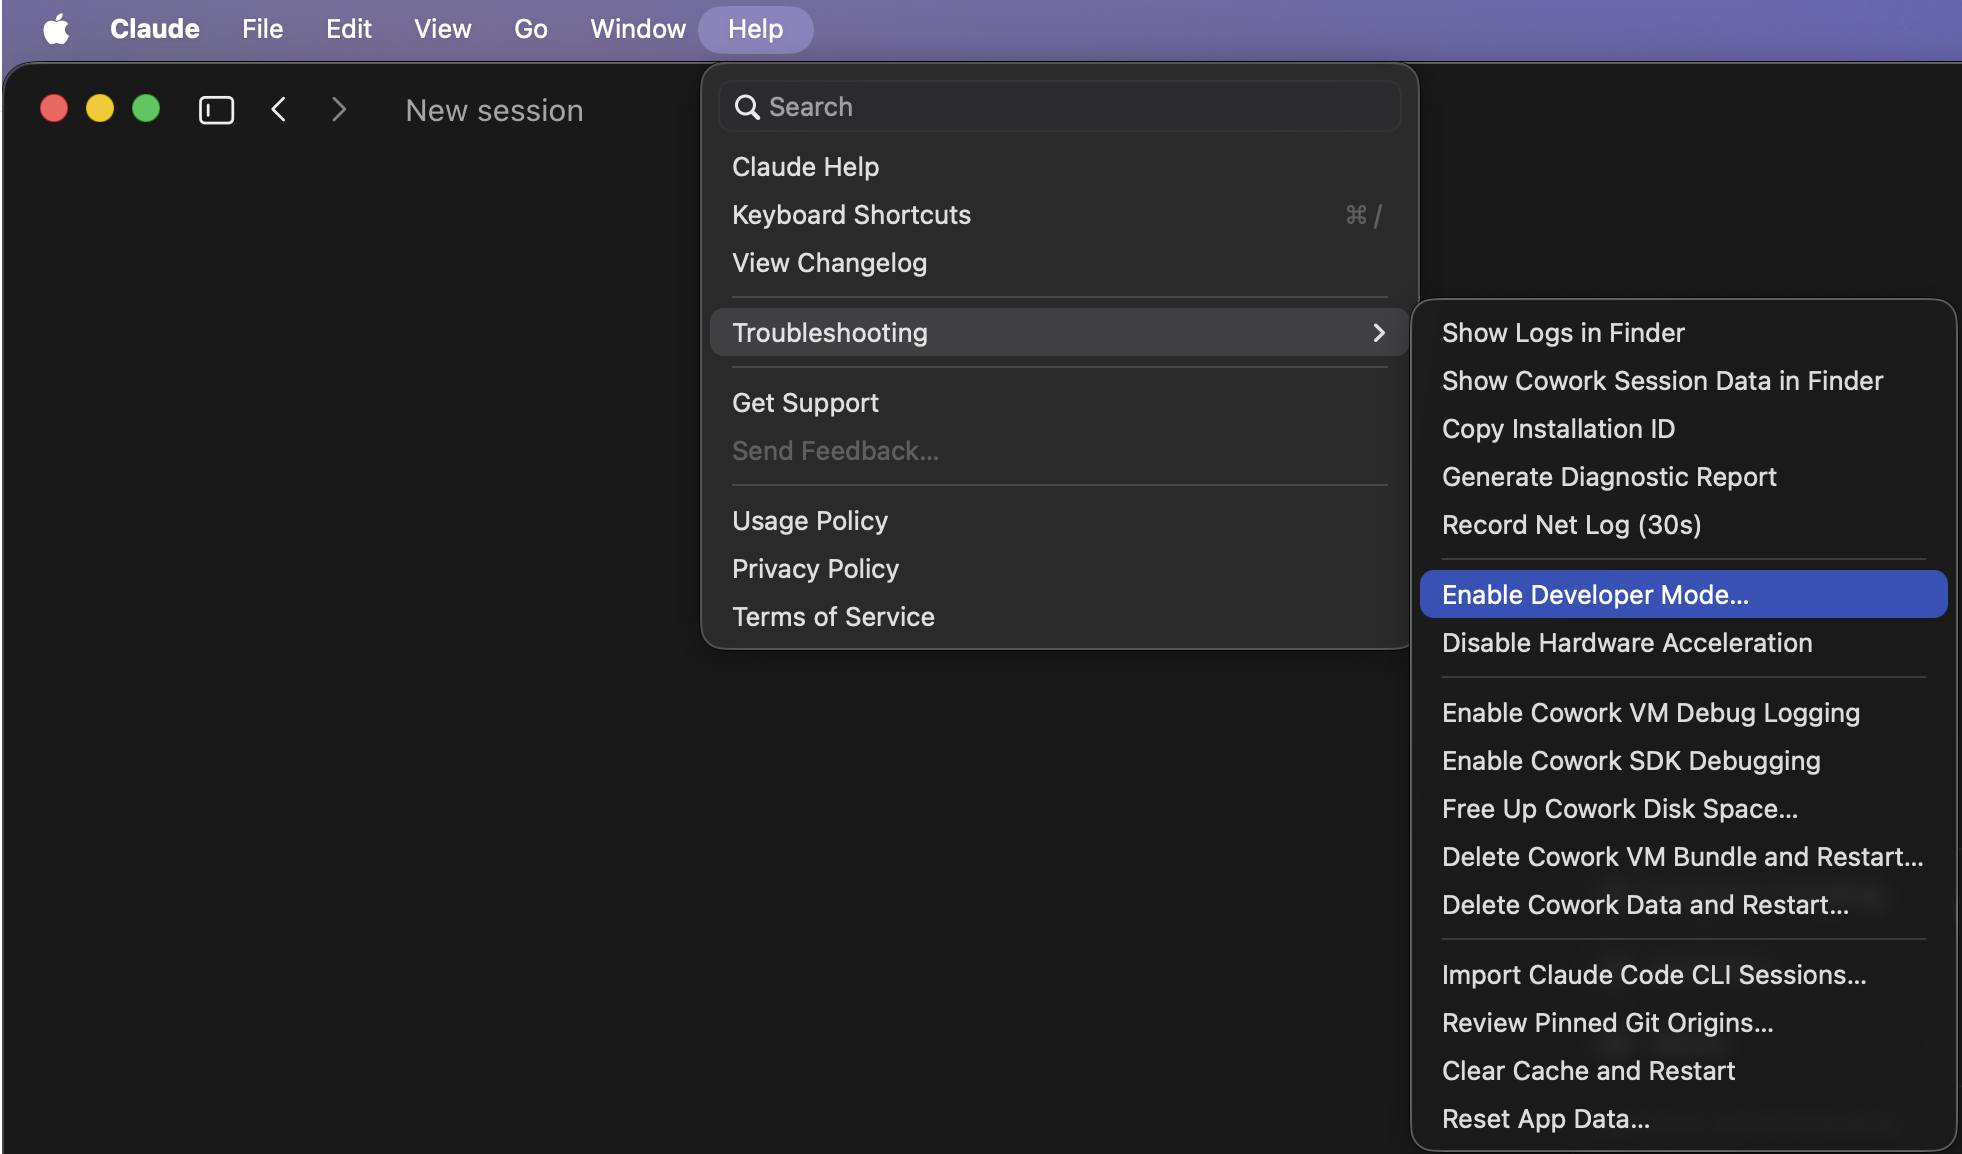 Claude File Edit View Go Window Help
New session
Search
Claude Help
Keyboard Shortcuts ⌘ /
View Changelog
Troubleshooting
Get Support
Send Feedback...
Usage Policy
Privacy Policy
Terms of Service
Show Logs in Finder
Show Cowork Session Data in Finder
Copy Installation ID
Generate Diagnostic Report
Record Net Log (30s)
Enable Developer Mode...
Disable Hardware Acceleration
Enable Cowork VM Debug Logging
Enable Cowork SDK Debugging
Free Up Cowork Disk Space...
Delete Cowork VM Bundle and Restart...
Delete Cowork Data and Restart...
Import Claude Code CLI Sessions...
Review Pinned Git Origins...
Clear Cache and Restart
Reset App Data...